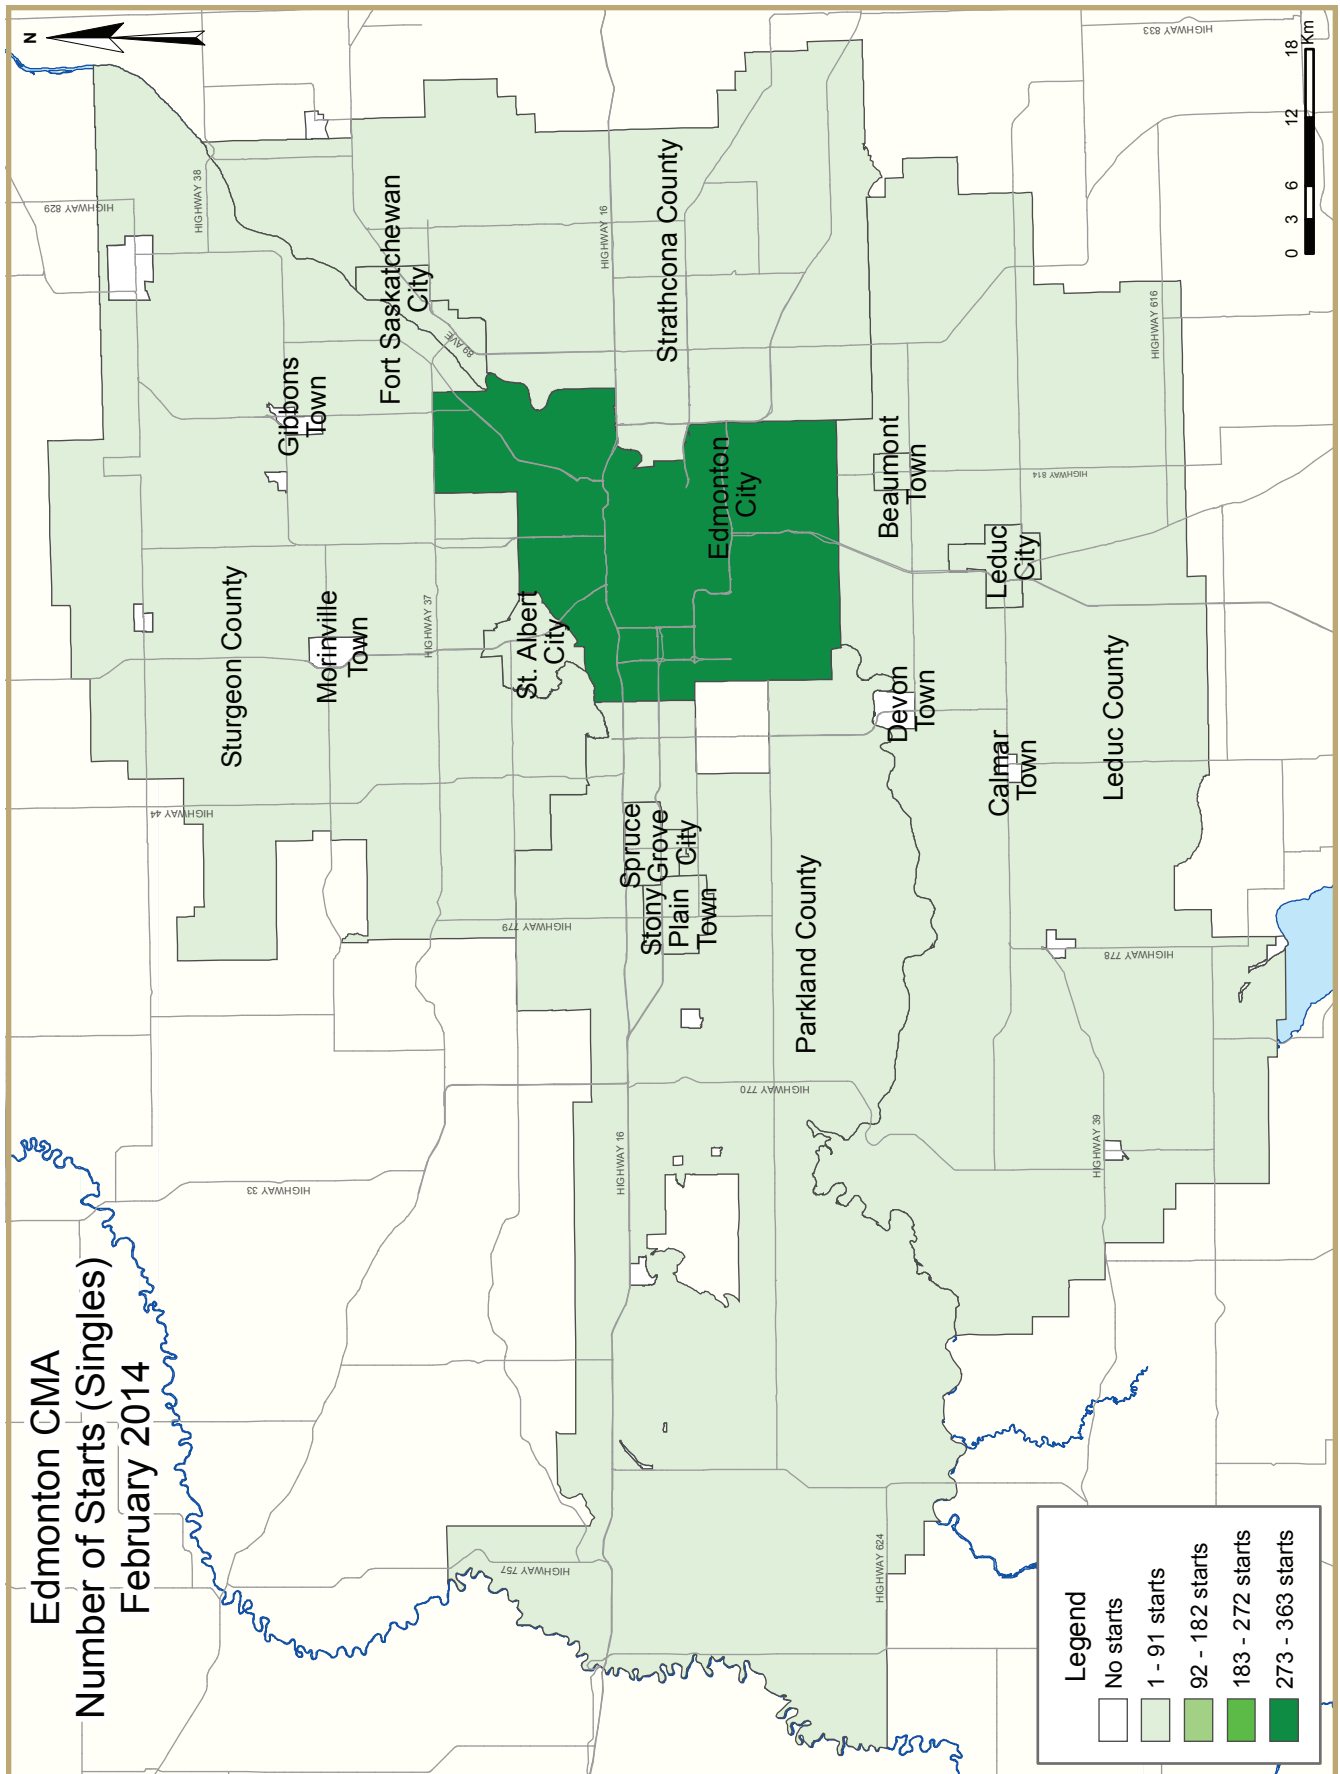 Edmonton CMA
Number of Starts (Singles)
February 2014
N
HIGHWAY 829
HIGHWAY 38
HIGHWAY 44
Sturgeon County
Gibbons
Town
Morinville
Town
HIGHWAY 33
Fort Saskatchewan
City
89 AVE
HIGHWAY 37
St. Albert
City
HIGHWAY 779
HIGHWAY 757
HIGHWAY 16
HIGHWAY 16
Strathcona County
Spruce
Grove
City
Stony
Plain
Town
Edmonton
City
HIGHWAY 770
Parkland County
HIGHWAY 624
Beaumont
Town
Devon
Town
HIGHWAY 814
Leduc
City
Calmar
Town
HIGHWAY 39
HIGHWAY 778
Leduc County
HIGHWAY 616
HIGHWAY 833
0 3 6 12 18
Km
Legend
No starts
1 - 91 starts
92 - 182 starts
183 - 272 starts
273 - 363 starts